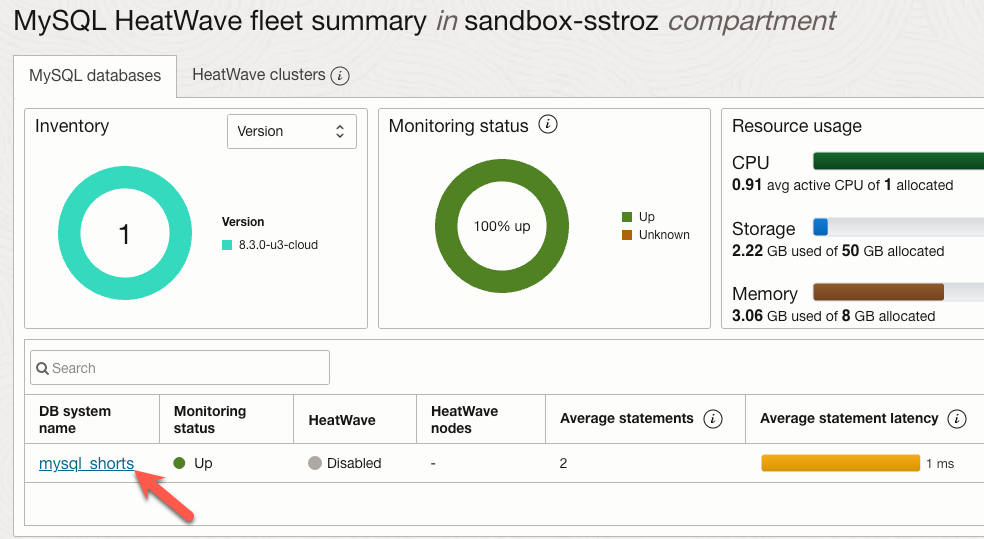 MySQL HeatWave fleet summary in sandbox-sstroz compartment
MySQL databases
HeatWave clusters i
Inventory
Version
1
Version
8.3.0-u3-cloud
Monitoring status i
100% up
Up
Unknown
Resource usage
CPU
0.91 avg active CPU of 1 allocated
Storage
2.22 GB used of 50 GB allocated
Memory
3.06 GB used of 8 GB allocated
Search
DB system
name
Monitoring
status
HeatWave
HeatWave
nodes
Average statements i
Average statement latency i
mysql_shorts
Up
Disabled
-
2
1 ms